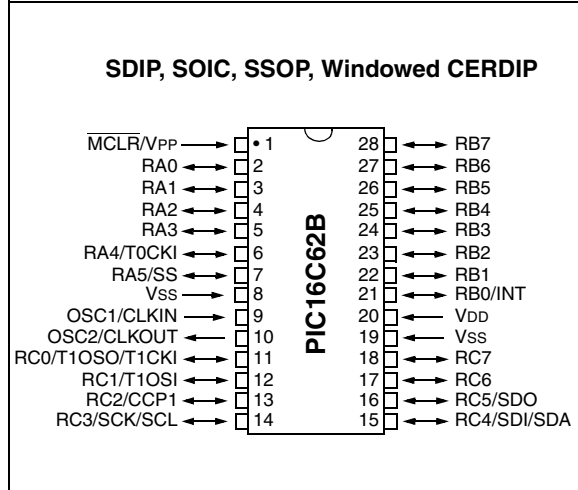 SDIP, SOIC, SSOP, Windowed CERDIP
MCLR/VPP 1 28 RB7
RA0 2 27 RB6
RA1 3 26 RB5
RA2 4 25 RB4
RA3 5 24 RB3
RA4/T0CKI 6 23 RB2
RA5/SS 7 22 RB1
VSS 8 21 RB0/INT
OSC1/CLKIN 9 20 VDD
OSC2/CLKOUT 10 19 VSS
RC0/T1OSO/T1CKI 11 18 RC7
RC1/T1OSI 12 17 RC6
RC2/CCP1 13 16 RC5/SDO
RC3/SCK/SCL 14 15 RC4/SDI/SDA
PIC16C62B